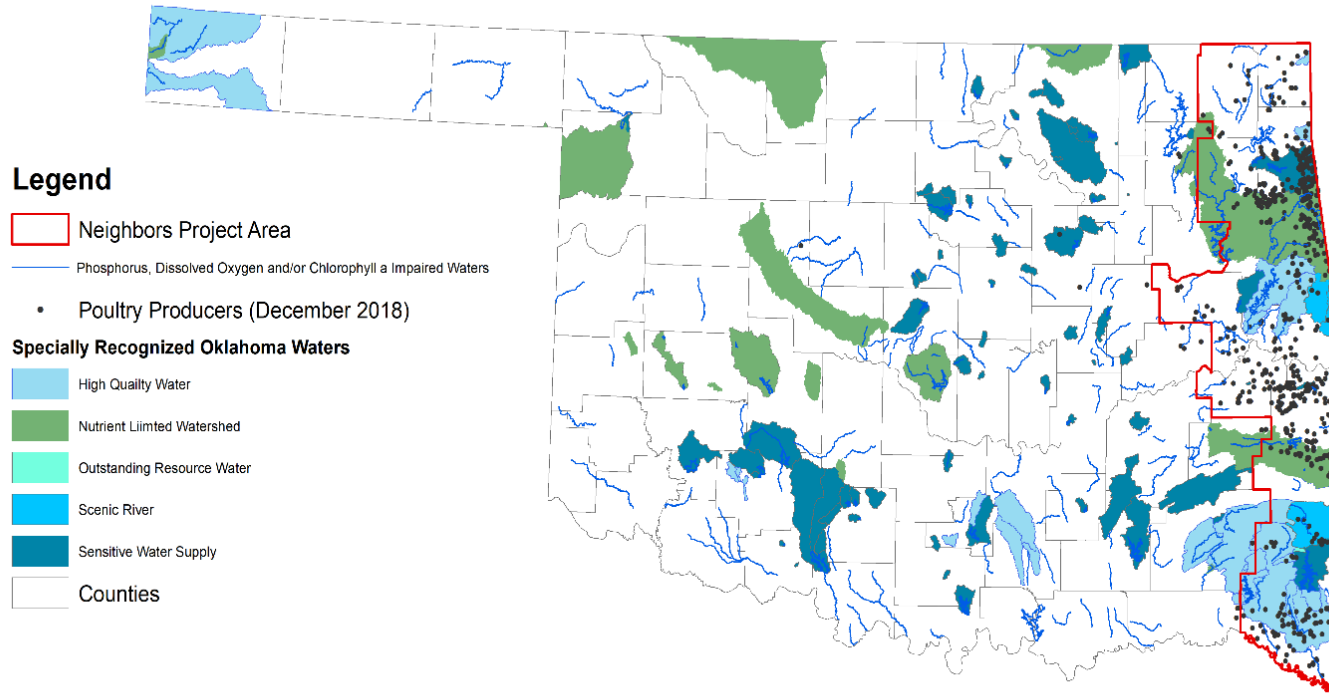 Legend
Neighbors Project Area
Phosphorus, Dissolved Oxygen and/or Chlorophyll a Impaired Waters
Poultry Producers (December 2018)
Specially Recognized Oklahoma Waters
High Quailty Water
Nutrient Liimted Watershed
Outstanding Resource Water
Scenic River
Sensitive Water Supply
Counties